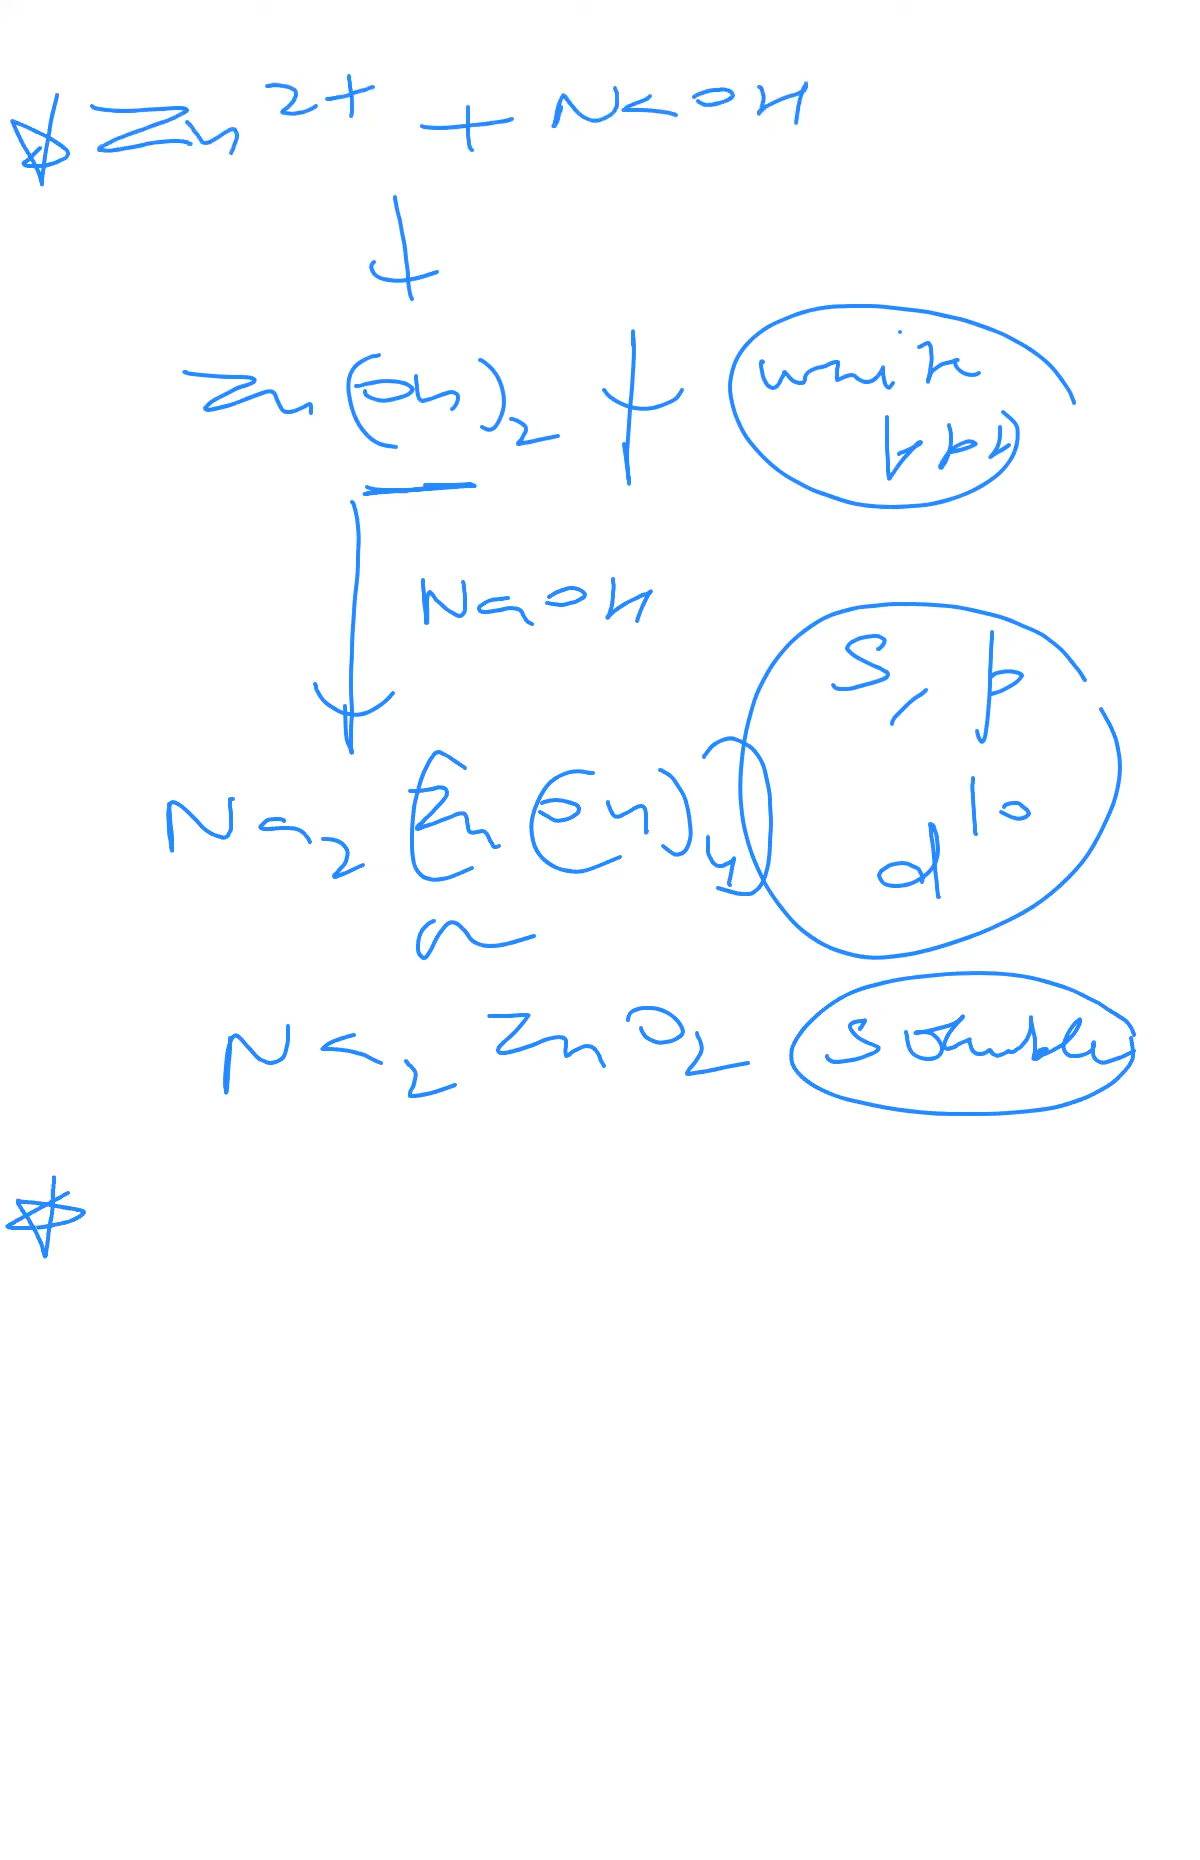 ☆ Zn²⁺ + NaOH
↓
Zn(OH)₂ ↓ white
ppt
↓ NaOH
s, p
d¹⁰
Na₂[Zn(OH)₄]
or
Na₂ZnO₂ soluble
☆